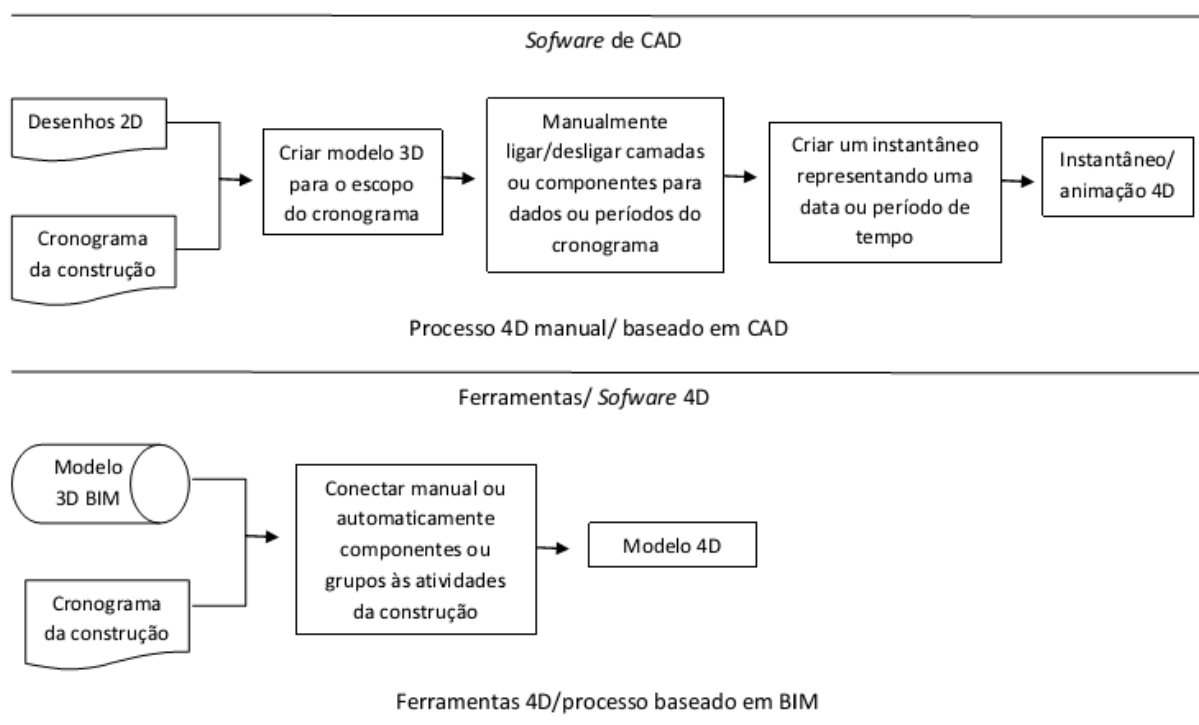 Sofware de CAD
Desenhos 2D
Cronograma
da construção
Criar modelo 3D
para o escopo
do cronograma
Manualmente
ligar/desligar camadas
ou componentes para
dados ou períodos do
cronograma
Criar um instantâneo
representando uma
data ou período de
tempo
Instantâneo/
animação 4D
Processo 4D manual/ baseado em CAD
Ferramentas/ Sofware 4D
Modelo
3D BIM
Cronograma
da construção
Conectar manual ou
automaticamente
componentes ou
grupos às atividades
da construção
Modelo 4D
Ferramentas 4D/processo baseado em BIM